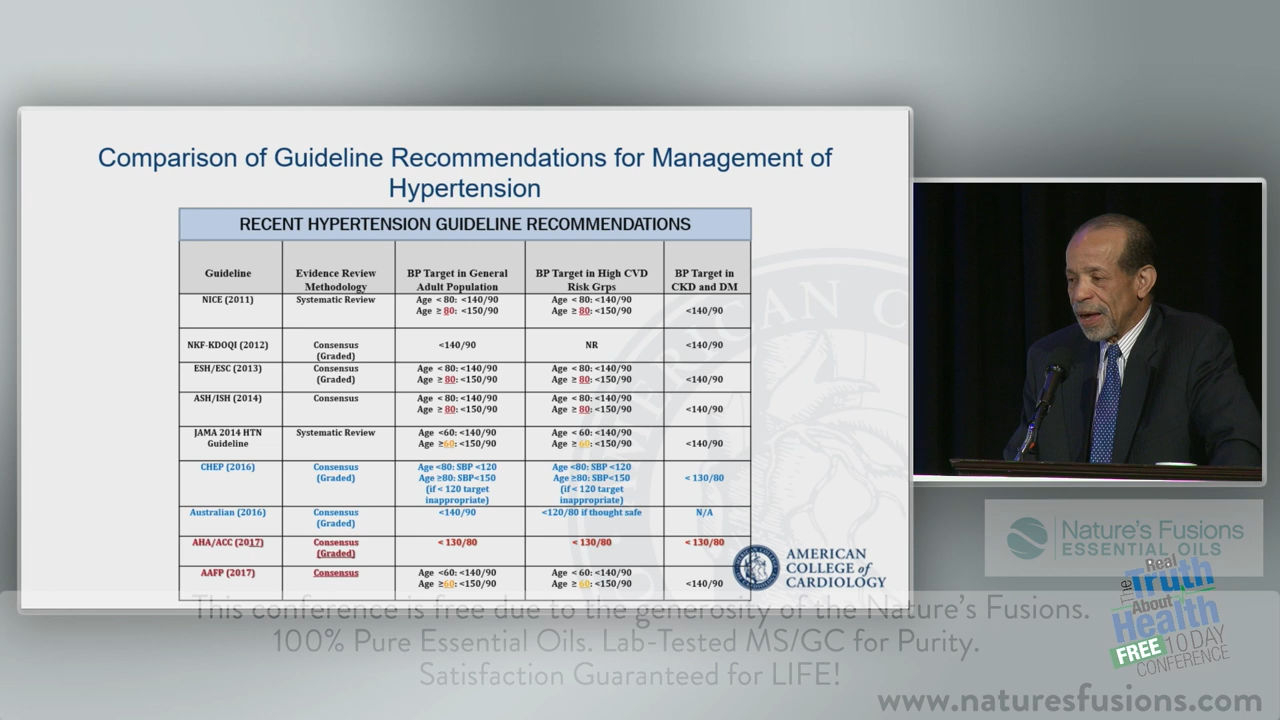 Comparison of Guideline Recommendations for Management of
Hypertension
RECENT HYPERTENSION GUIDELINE RECOMMENDATIONS
Guideline
Evidence Review
Methodology
BP Target in General
Adult Population
BP Target in High CVD
Risk Grps
BP Target in
CKD and DM
NICE (2011)
Systematic Review
Age < 80: <140/90
Age ≥ 80: <150/90
Age < 80: <140/90
Age ≥ 80: <150/90
<140/90
NKF-KDOQI (2012)
Consensus
(Graded)
<140/90
NR
<140/90
ESH/ESC (2013)
Consensus
(Graded)
Age < 80: <140/90
Age ≥ 80: <150/90
Age < 80: <140/90
Age ≥ 80: <150/90
<140/90
ASH/ISH (2014)
Consensus
Age < 80: <140/90
Age ≥ 80: <150/90
Age < 80: <140/90
Age ≥ 80: <150/90
<140/90
JAMA 2014 HTN
Guideline
Systematic Review
Age <60: <140/90
Age ≥60: <150/90
Age < 60: <140/90
Age ≥ 60: <150/90
<140/90
CHEP (2016)
Consensus
(Graded)
Age <80: SBP <120
Age ≥80: SBP<150
(if < 120 target
inappropriate)
Age <80: SBP <120
Age ≥80: SBP<150
(if < 120 target
inappropriate)
< 130/80
Australian (2016)
Consensus
(Graded)
<140/90
<120/80 if thought safe
N/A
AHA/ACC (2017)
Consensus
(Graded)
< 130/80
< 130/80
< 130/80
AAFP (2017)
Consensus
Age <60: <140/90
Age ≥60: <150/90
Age < 60: <140/90
Age ≥ 60: <150/90
<140/90
AMERICAN
COLLEGE of
CARDIOLOGY
Nature's Fusions
ESSENTIAL OILS
The Real
Truth
About
Health
FREE 10 DAY
CONFERENCE
This conference is free due to the generosity of the Nature's Fusions.
100% Pure Essential Oils. Lab-Tested MS/GC for Purity.
Satisfaction Guaranteed for LIFE!
www.naturesfusions.com